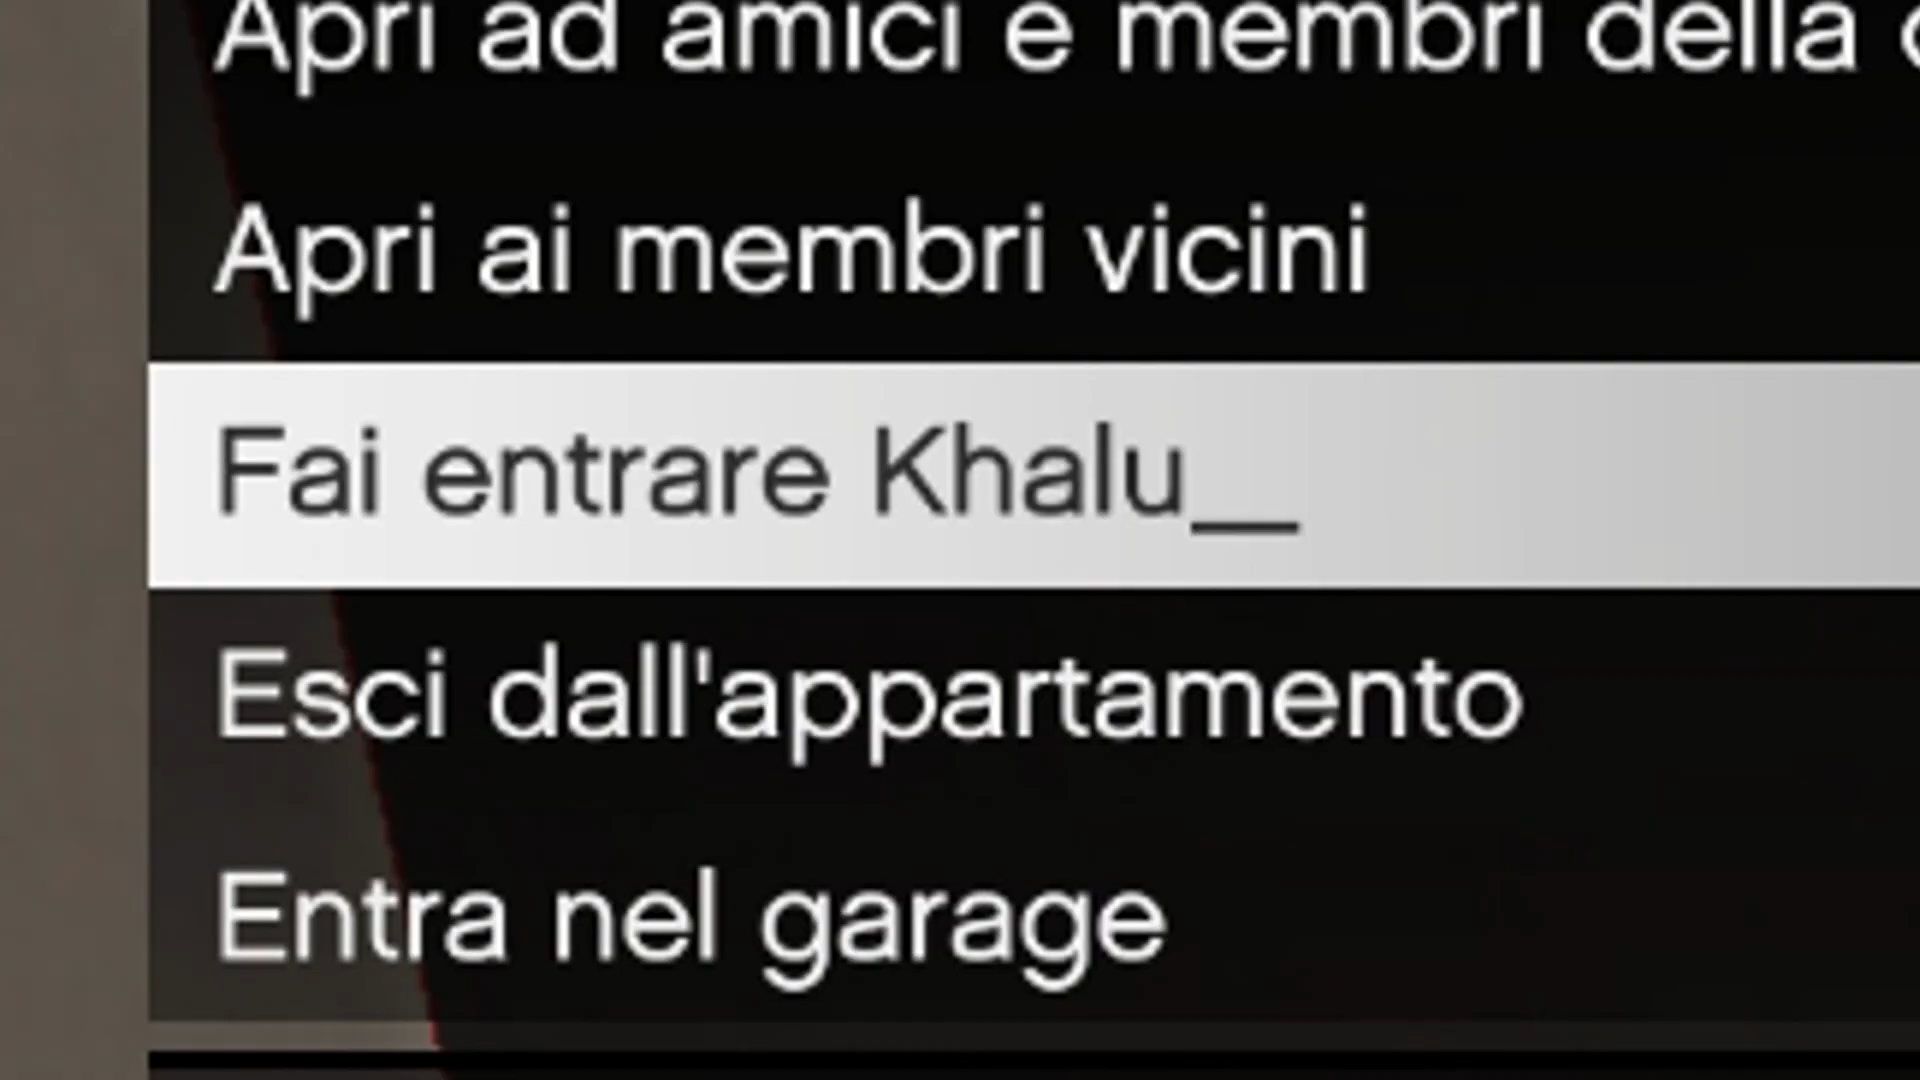 Apri ad amici e membri della
Apri ai membri vicini
Fai entrare Khalu__
Esci dall'appartamento
Entra nel garage